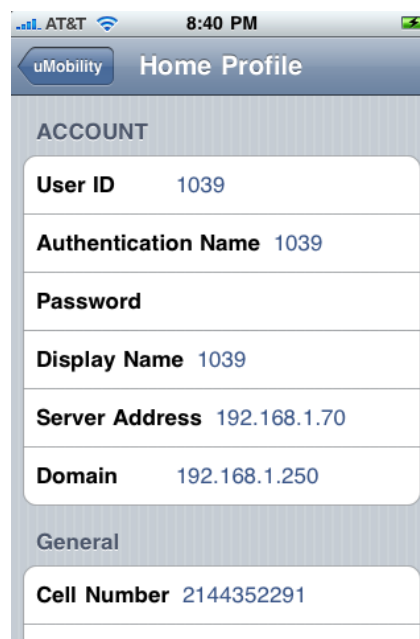 AT&T 8:40 PM
uMobility Home Profile
ACCOUNT
User ID 1039
Authentication Name 1039
Password
Display Name 1039
Server Address 192.168.1.70
Domain 192.168.1.250
General
Cell Number 2144352291